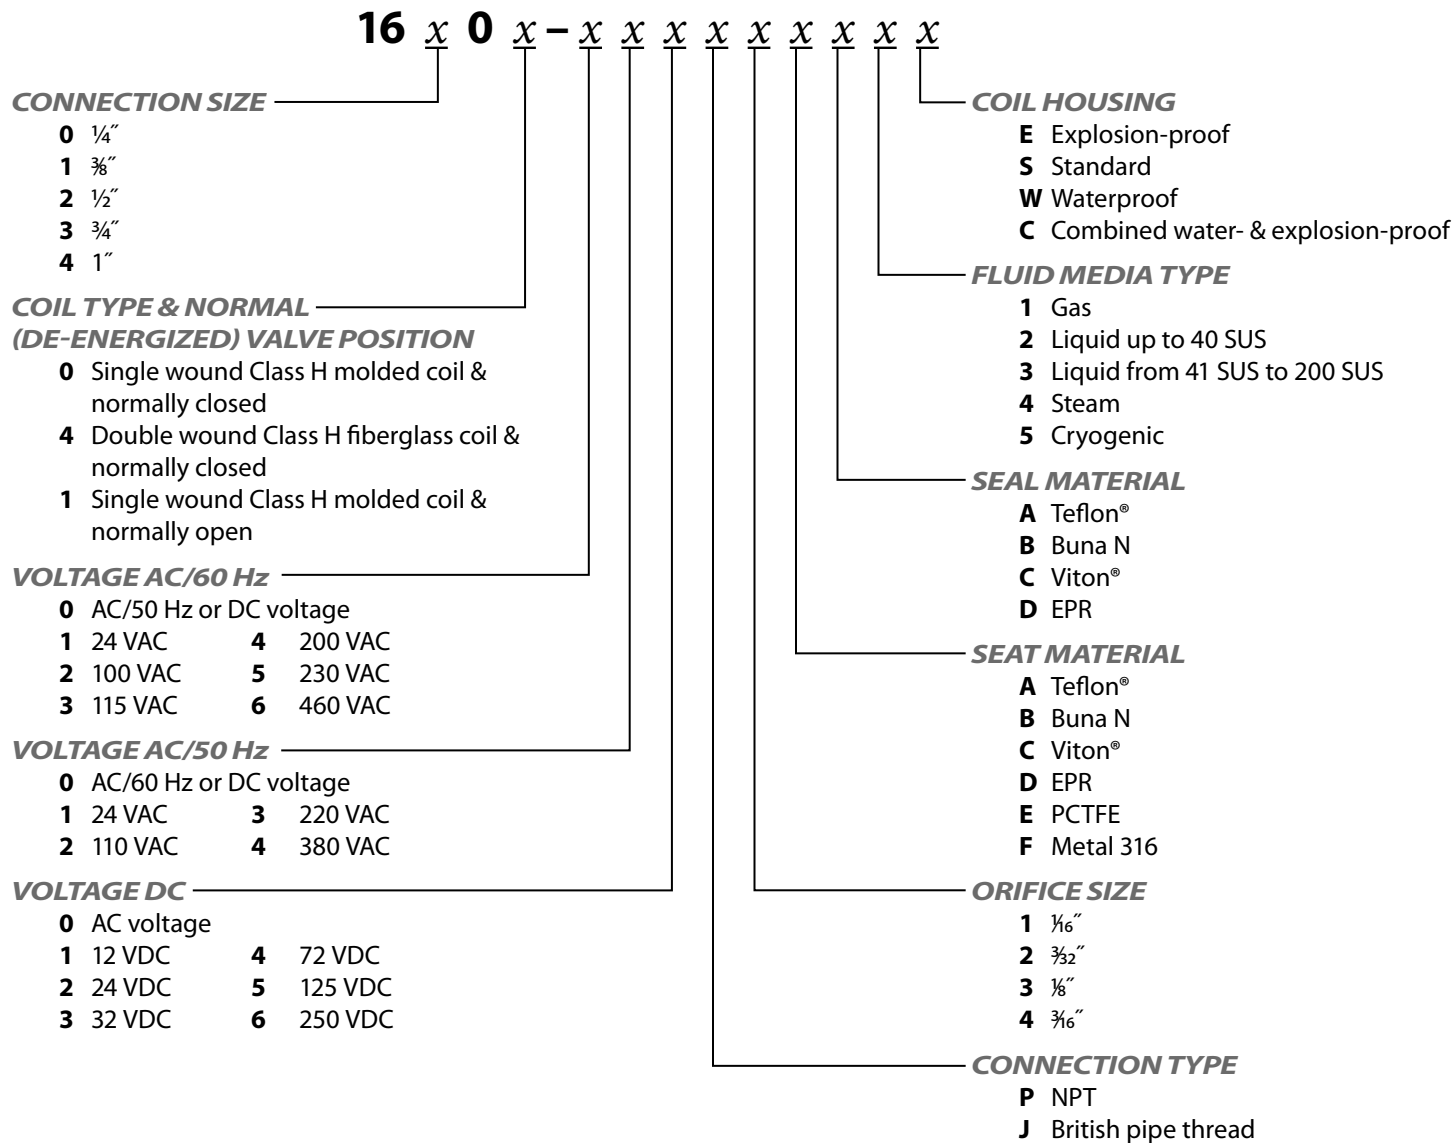 16 x 0 x – x x x x x x x x x
CONNECTION SIZE
0 ¼″
1 ⅜″
2 ½″
3 ¾″
4 1″
COIL TYPE & NORMAL
(DE-ENERGIZED) VALVE POSITION
0 Single wound Class H molded coil &
normally closed
4 Double wound Class H fiberglass coil &
normally closed
1 Single wound Class H molded coil &
normally open
VOLTAGE AC/60 Hz
0 AC/50 Hz or DC voltage
1 24 VAC 4 200 VAC
2 100 VAC 5 230 VAC
3 115 VAC 6 460 VAC
VOLTAGE AC/50 Hz
0 AC/60 Hz or DC voltage
1 24 VAC 3 220 VAC
2 110 VAC 4 380 VAC
VOLTAGE DC
0 AC voltage
1 12 VDC 4 72 VDC
2 24 VDC 5 125 VDC
3 32 VDC 6 250 VDC
COIL HOUSING
E Explosion-proof
S Standard
W Waterproof
C Combined water- & explosion-proof
FLUID MEDIA TYPE
1 Gas
2 Liquid up to 40 SUS
3 Liquid from 41 SUS to 200 SUS
4 Steam
5 Cryogenic
SEAL MATERIAL
A Teflon®
B Buna N
C Viton®
D EPR
SEAT MATERIAL
A Teflon®
B Buna N
C Viton®
D EPR
E PCTFE
F Metal 316
ORIFICE SIZE
1 1⁄16″
2 3⁄32″
3 ⅛″
4 3⁄16″
CONNECTION TYPE
P NPT
J British pipe thread